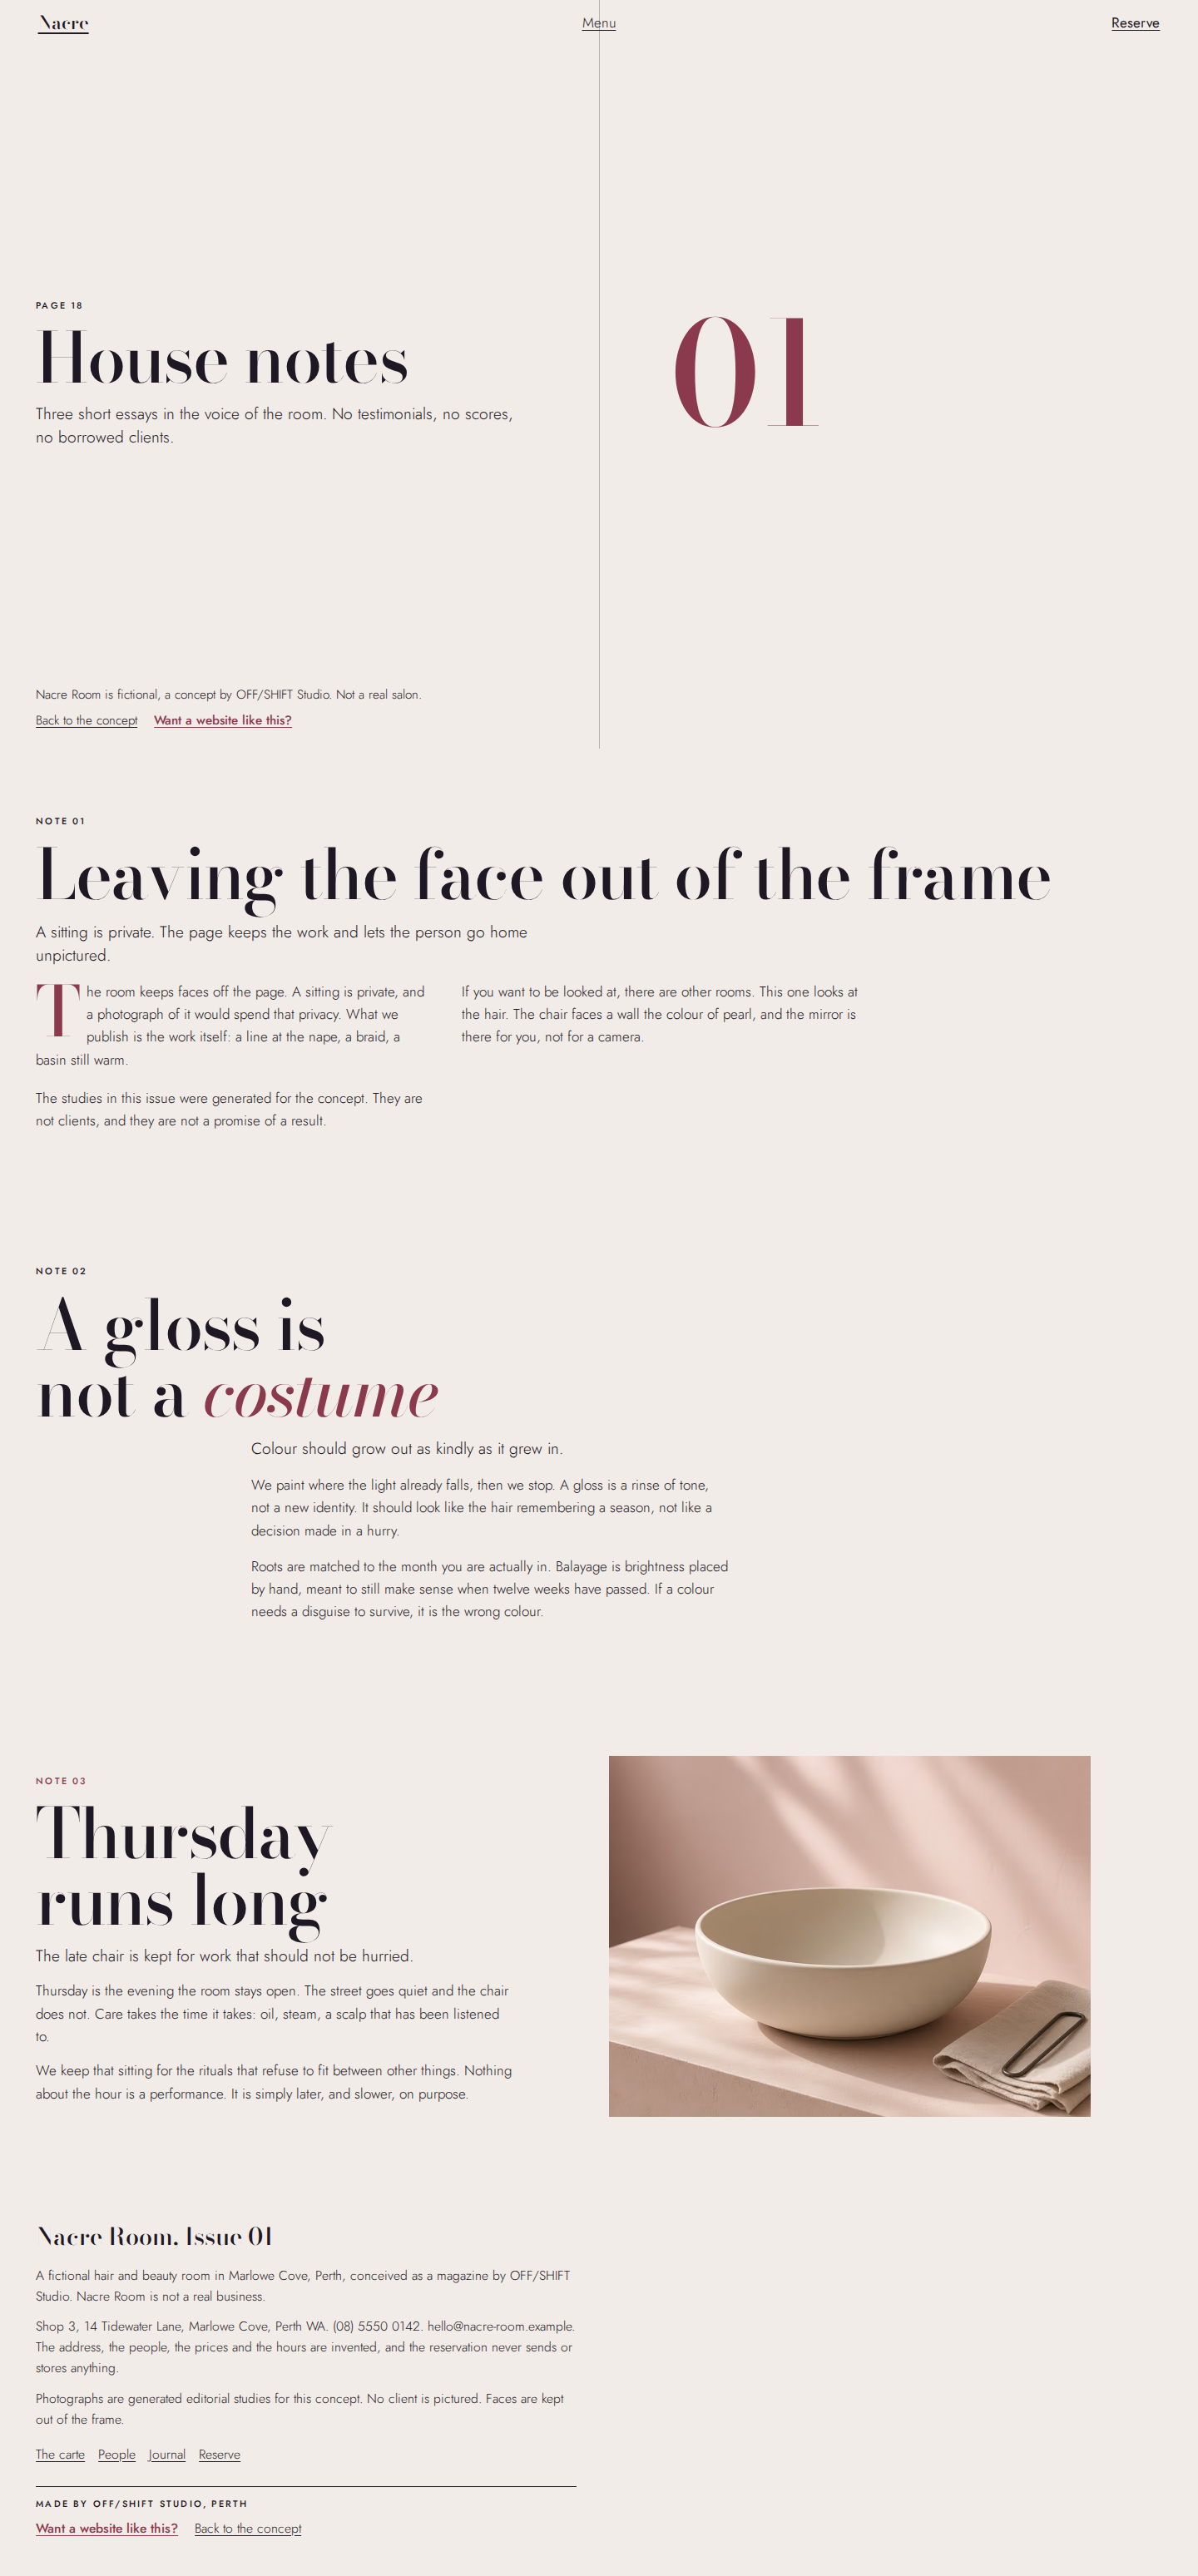 Nacre
Menu
Reserve
PAGE 18
House notes
Three short essays in the voice of the room. No testimonials, no scores,
no borrowed clients.
01
Nacre Room is fictional, a concept by OFF/SHIFT Studio. Not a real salon.
Back to the concept Want a website like this?
NOTE 01
Leaving the face out of the frame
A sitting is private. The page keeps the work and lets the person go home
unpictured.
The room keeps faces off the page. A sitting is private, and
a photograph of it would spend that privacy. What we
publish is the work itself: a line at the nape, a braid, a
basin still warm.
The studies in this issue were generated for the concept. They are
not clients, and they are not a promise of a result.
If you want to be looked at, there are other rooms. This one looks at
the hair. The chair faces a wall the colour of pearl, and the mirror is
there for you, not for a camera.
NOTE 02
A gloss is
not a costume
Colour should grow out as kindly as it grew in.
We paint where the light already falls, then we stop. A gloss is a rinse of tone,
not a new identity. It should look like the hair remembering a season, not like a
decision made in a hurry.
Roots are matched to the month you are actually in. Balayage is brightness placed
by hand, meant to still make sense when twelve weeks have passed. If a colour
needs a disguise to survive, it is the wrong colour.
NOTE 03
Thursday
runs long
The late chair is kept for work that should not be hurried.
Thursday is the evening the room stays open. The street goes quiet and the chair
does not. Care takes the time it takes: oil, steam, a scalp that has been listened
to.
We keep that sitting for the rituals that refuse to fit between other things. Nothing
about the hour is a performance. It is simply later, and slower, on purpose.
Nacre Room. Issue 01
A fictional hair and beauty room in Marlowe Cove, Perth, conceived as a magazine by OFF/SHIFT
Studio. Nacre Room is not a real business.
Shop 3, 14 Tidewater Lane, Marlowe Cove, Perth WA. (08) 5550 0142. hello@nacre-room.example.
The address, the people, the prices and the hours are invented, and the reservation never sends or
stores anything.
Photographs are generated editorial studies for this concept. No client is pictured. Faces are kept
out of the frame.
The carte People Journal Reserve
MADE BY OFF/SHIFT STUDIO, PERTH
Want a website like this? Back to the concept